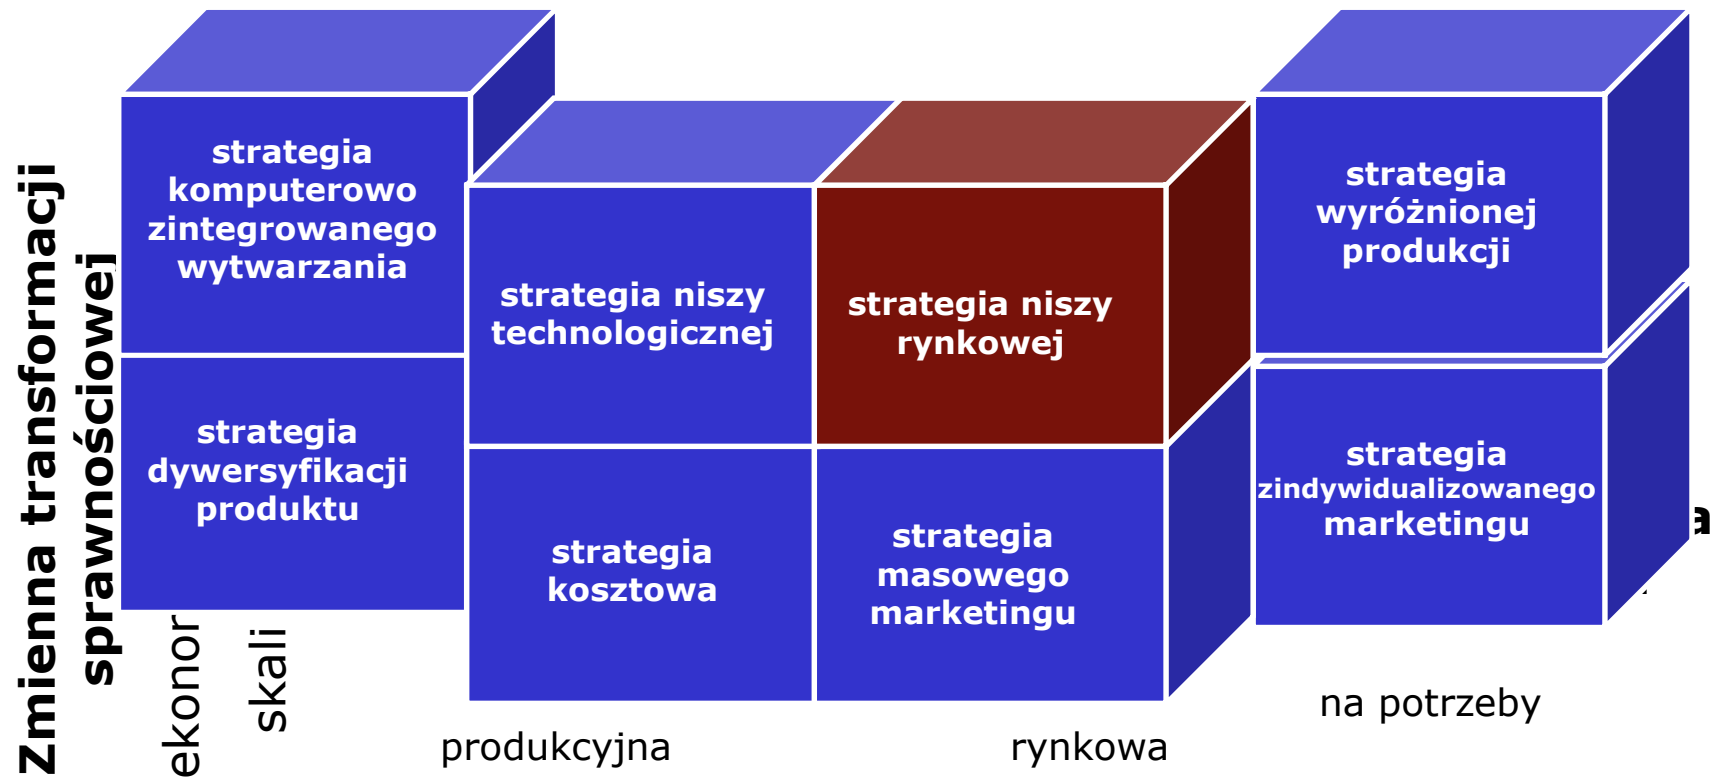 Zmienna transformacji
sprawnościowej
strategia
komputerowo
zintegrowanego
wytwarzania
strategia niszy
technologicznej
strategia niszy
rynkowej
strategia
wyróżnionej
produkcji
strategia
dywersyfikacji
produktu
strategia
kosztowa
strategia
masowego
marketingu
strategia
zindywidualizowanego
marketingu
a
ekonor
skali
produkcyjna
rynkowa
na potrzeby